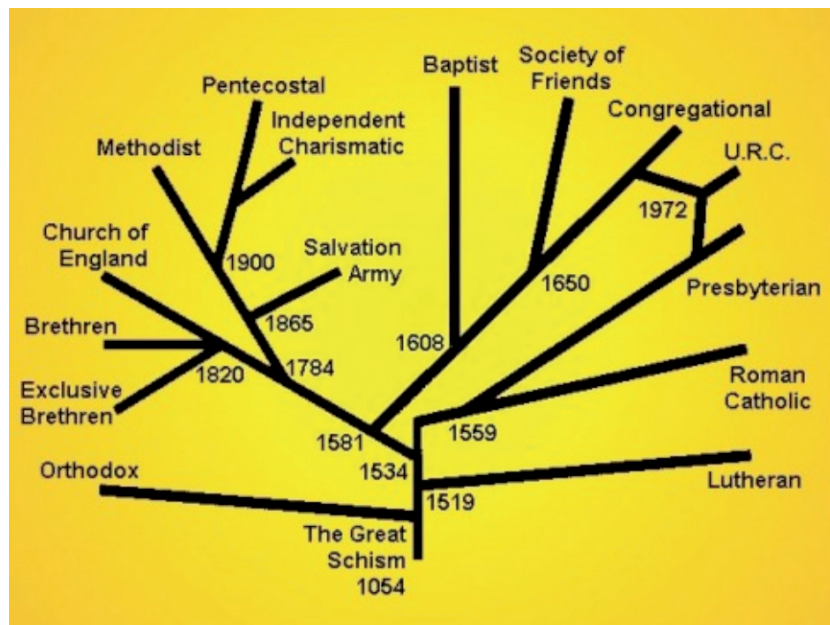 Society of
Friends
Baptist
Pentecostal
Congregational
Independent
Charismatic
Methodist
U.R.C.
1972
Church of
England
Salvation
Army
1900
1650
Presbyterian
Brethren
1865
1608
1784
1820
Roman
Catholic
Exclusive
Brethren
1559
1581
1534
Orthodox
Lutheran
1519
The Great
Schism
1054